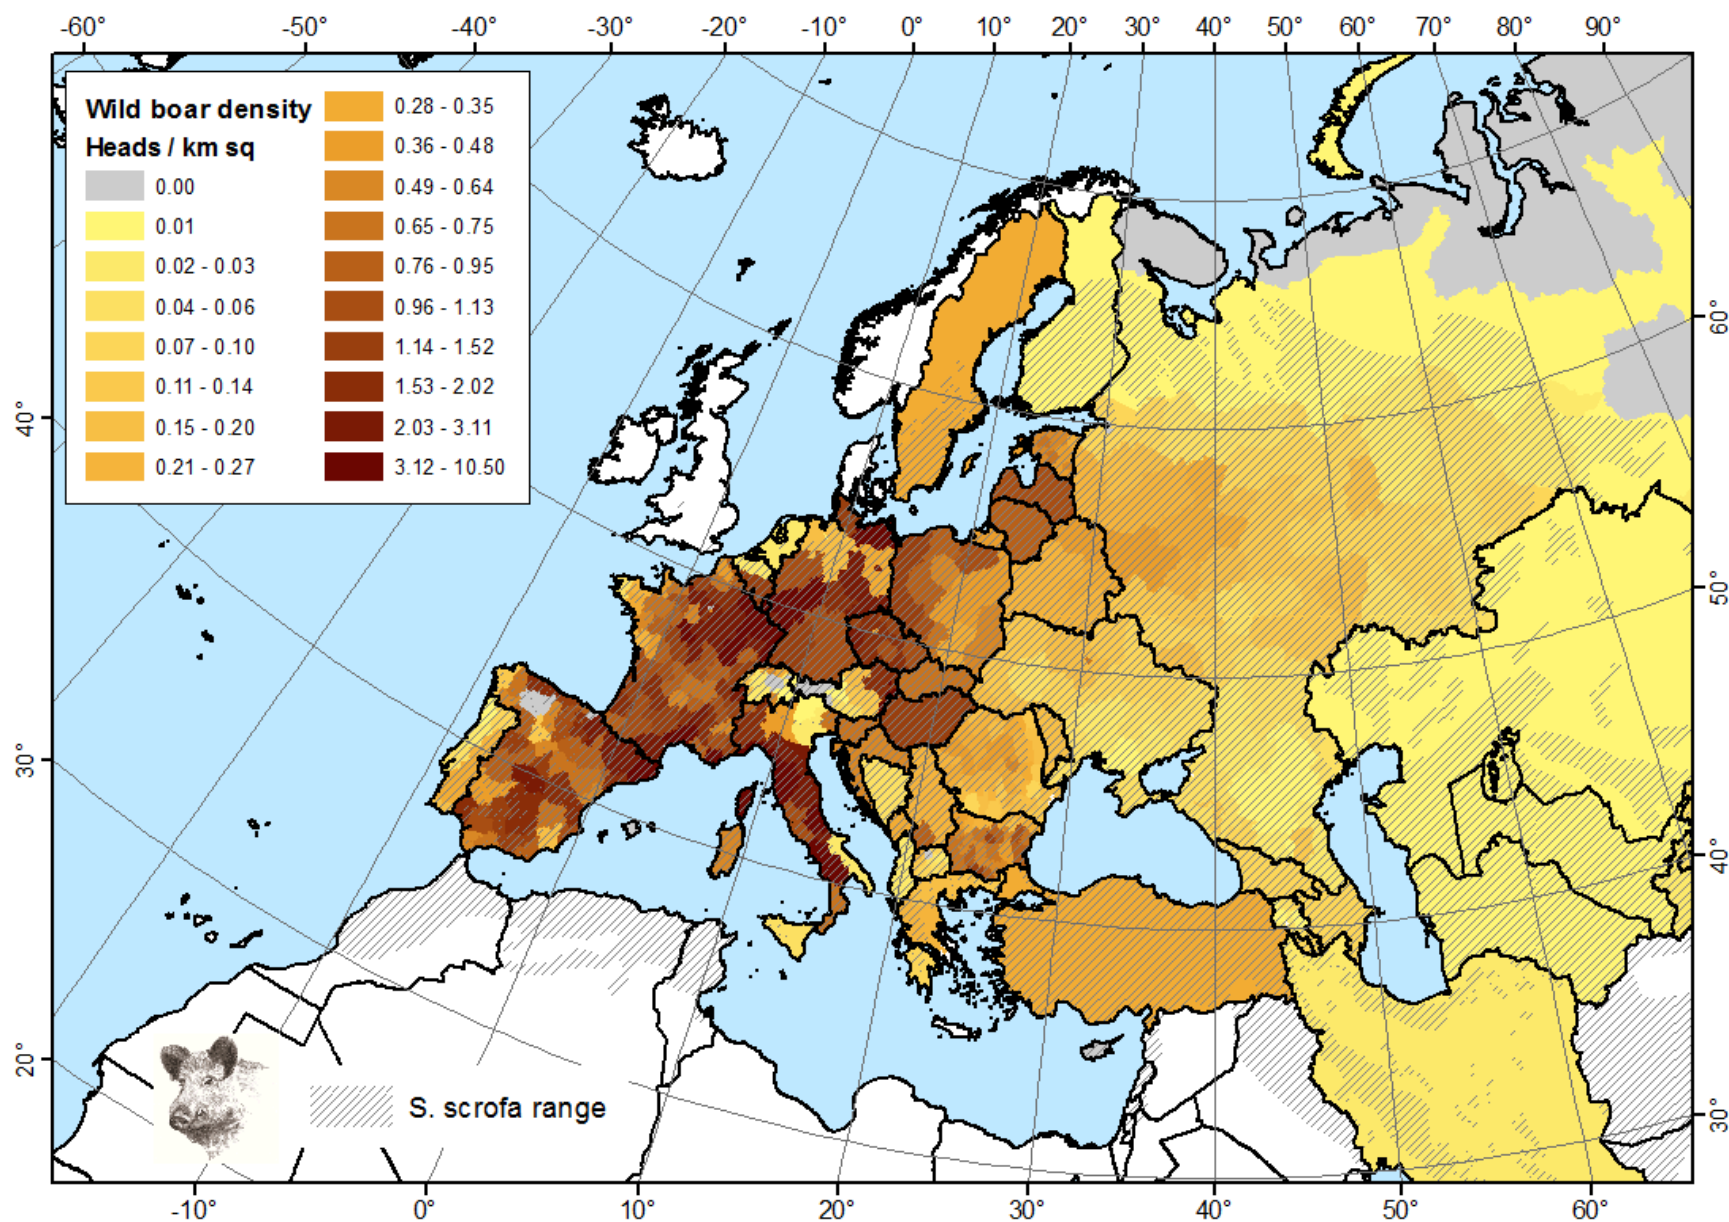 -60° -50° -40° -30° -20° -10° 0° 10° 20° 30° 40° 50° 60° 70° 80° 90°
Wild boar density
Heads / km sq
0.00
0.01
0.02 - 0.03
0.04 - 0.06
0.07 - 0.10
0.11 - 0.14
0.15 - 0.20
0.21 - 0.27
0.28 - 0.35
0.36 - 0.48
0.49 - 0.64
0.65 - 0.75
0.76 - 0.95
0.96 - 1.13
1.14 - 1.52
1.53 - 2.02
2.03 - 3.11
3.12 - 10.50
40°
30°
20°
60°
50°
40°
30°
S. scrofa range
-10° 0° 10° 20° 30° 40° 50° 60°